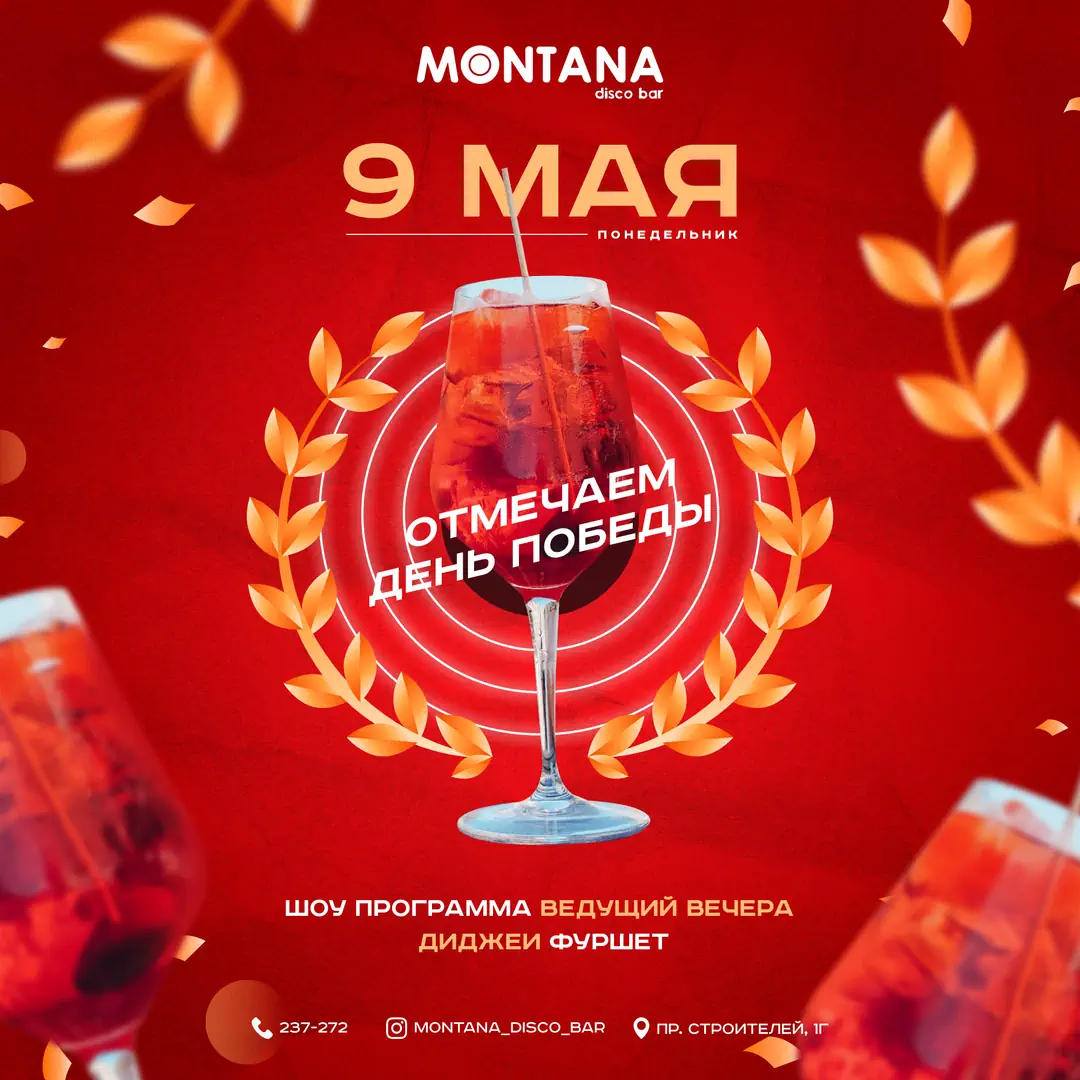 MONTANA
disco bar
9 МАЯ
ПОНЕДЕЛЬНИК
ОТМЕЧАЕМ
ДЕНЬ ПОБЕДЫ
ШОУ ПРОГРАММА ВЕДУЩИЙ ВЕЧЕРА
ДИДЖЕИ ФУРШЕТ
237-272 MONTANA_DISCO_BAR ПР. СТРОИТЕЛЕЙ, 1Г